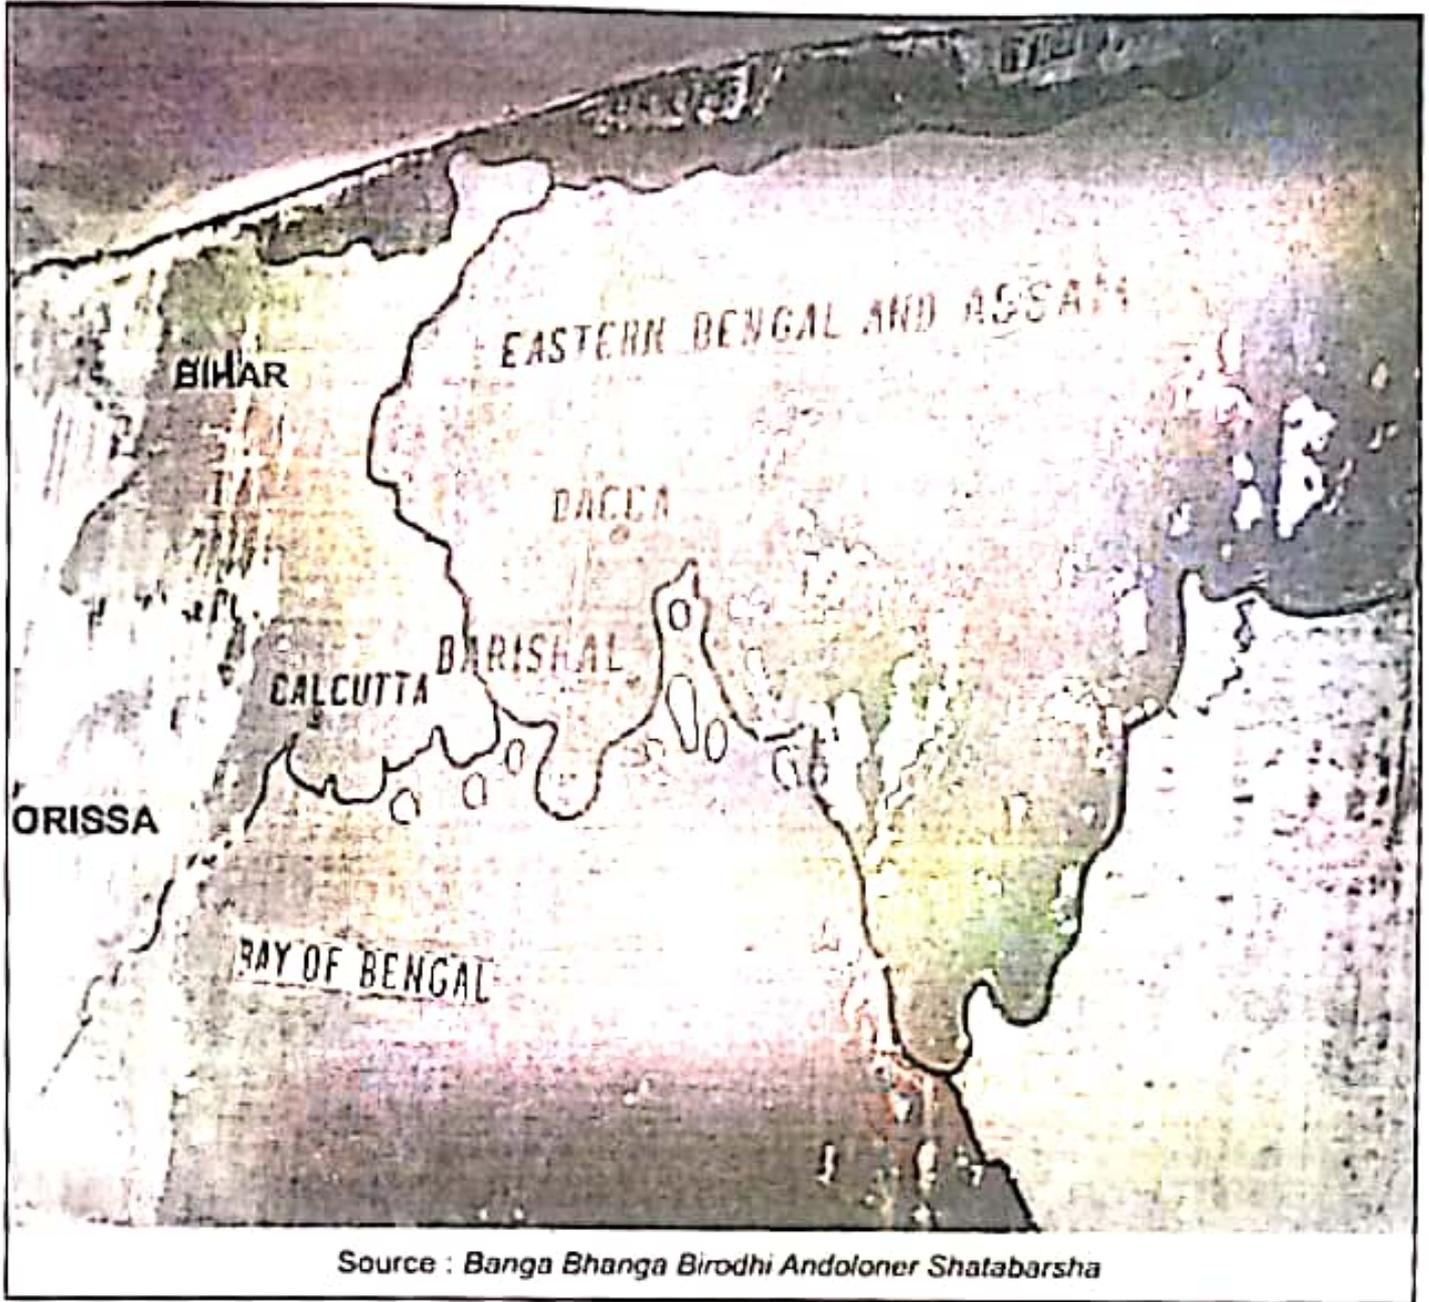 EASTERN BENGAL AND ASSAM
BIHAR
DACCA
BARISHAL
CALCUTTA
ORISSA
BAY OF BENGAL
Source : Banga Bhanga Birodhi Andoloner Shatabarsha